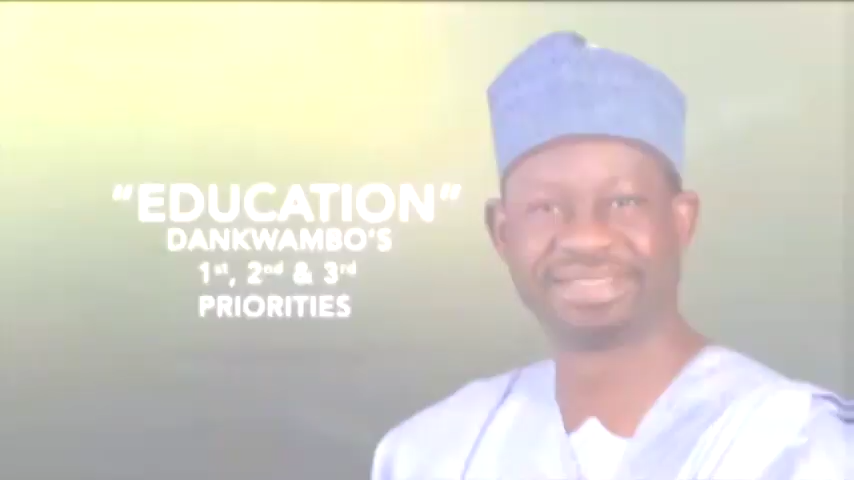 “EDUCATION”
DANKWAMBO'S
1st, 2nd & 3rd
PRIORITIES